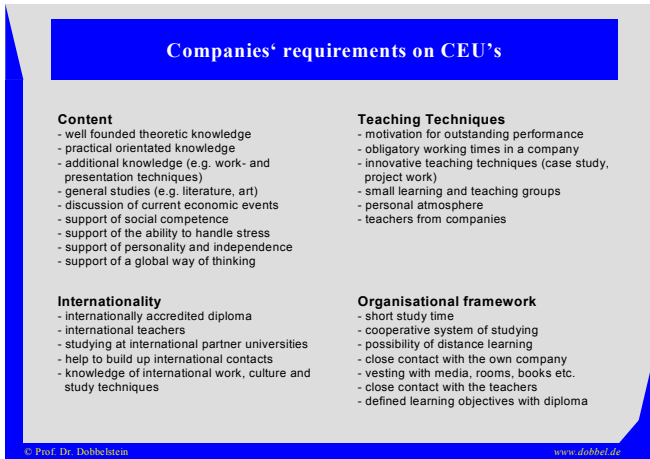 Companies‘ requirements on CEU’s
Content
- well founded theoretic knowledge
- practical orientated knowledge
- additional knowledge (e.g. work- and
presentation techniques)
- general studies (e.g. literature, art)
- discussion of current economic events
- support of social competence
- support of the ability to handle stress
- support of personality and independence
- support of a global way of thinking
Teaching Techniques
- motivation for outstanding performance
- obligatory working times in a company
- innovative teaching techniques (case study,
project work)
- small learning and teaching groups
- personal atmosphere
- teachers from companies
Internationality
- internationally accredited diploma
- international teachers
- studying at international partner universities
- help to build up international contacts
- knowledge of international work, culture and
study techniques
Organisational framework
- short study time
- cooperative system of studying
- possibility of distance learning
- close contact with the own company
- vesting with media, rooms, books etc.
- close contact with the teachers
- defined learning objectives with diploma
© Prof. Dr. Dobbelstein
www.dobbel.de